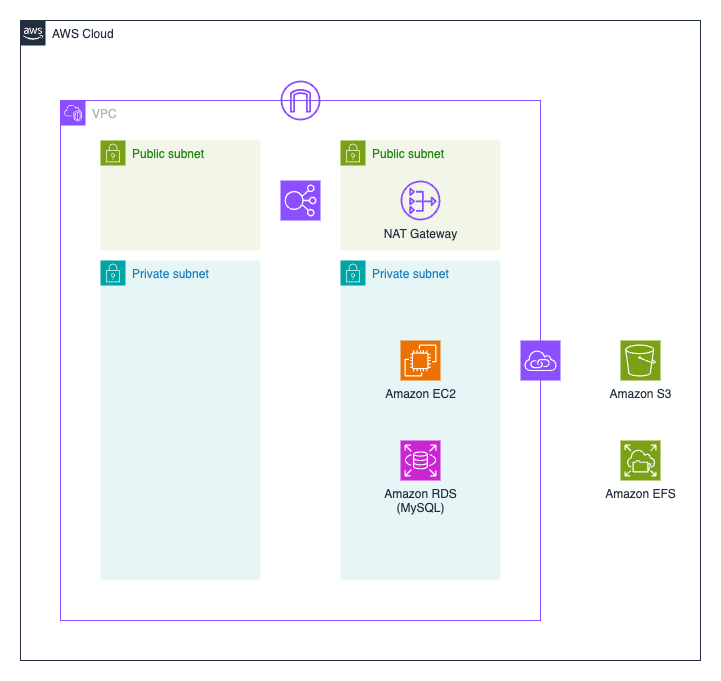 aws
AWS Cloud
VPC
Public subnet
Public subnet
NAT Gateway
Private subnet
Private subnet
Amazon EC2
Amazon S3
Amazon RDS
(MySQL)
Amazon EFS